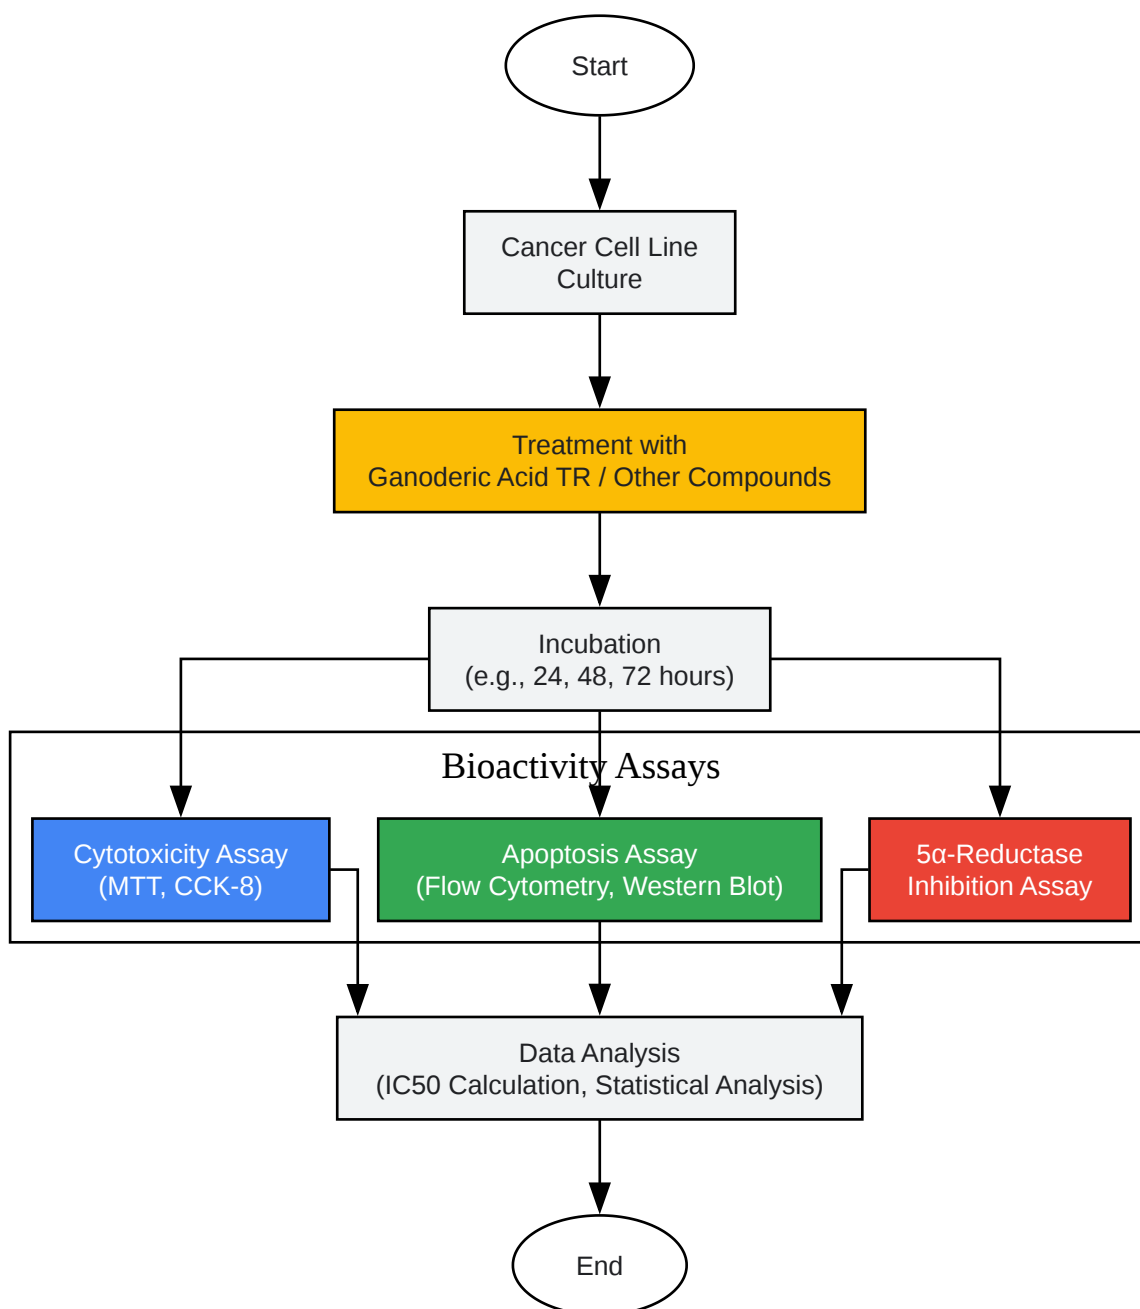 Start
Cancer Cell Line
Culture
Treatment with
Ganoderic Acid TR / Other Compounds
Incubation
(e.g., 24, 48, 72 hours)
Bioactivity Assays
Cytotoxicity Assay
(MTT, CCK-8)
Apoptosis Assay
(Flow Cytometry, Western Blot)
5α-Reductase
Inhibition Assay
Data Analysis
(IC50 Calculation, Statistical Analysis)
End